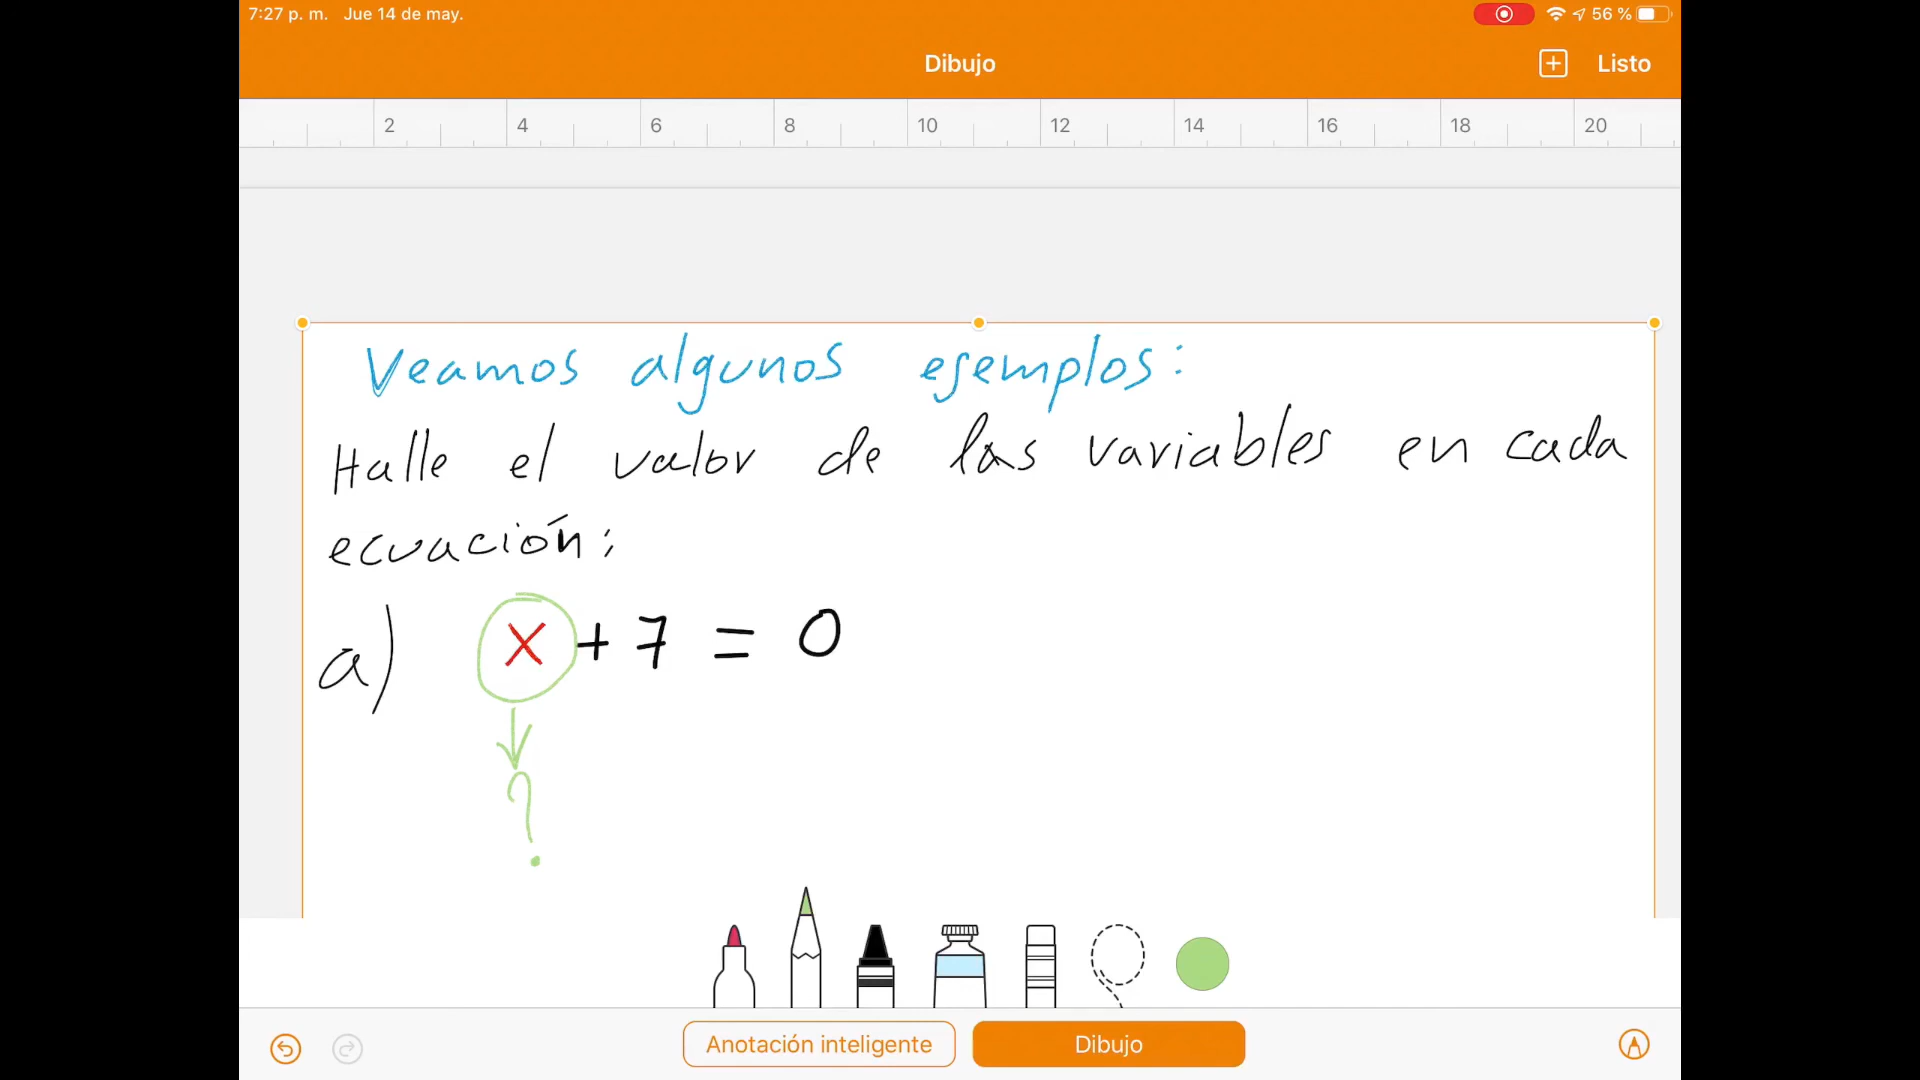 7:27 p. m. Jue 14 de may.
56 %
Dibujo
Listo
2 4 6 8 10 12 14 16 18 20
Veamos algunos ejemplos:
Halle el valor de las variables en cada
ecuación:
a) x + 7 = 0
?
Anotación inteligente
Dibujo